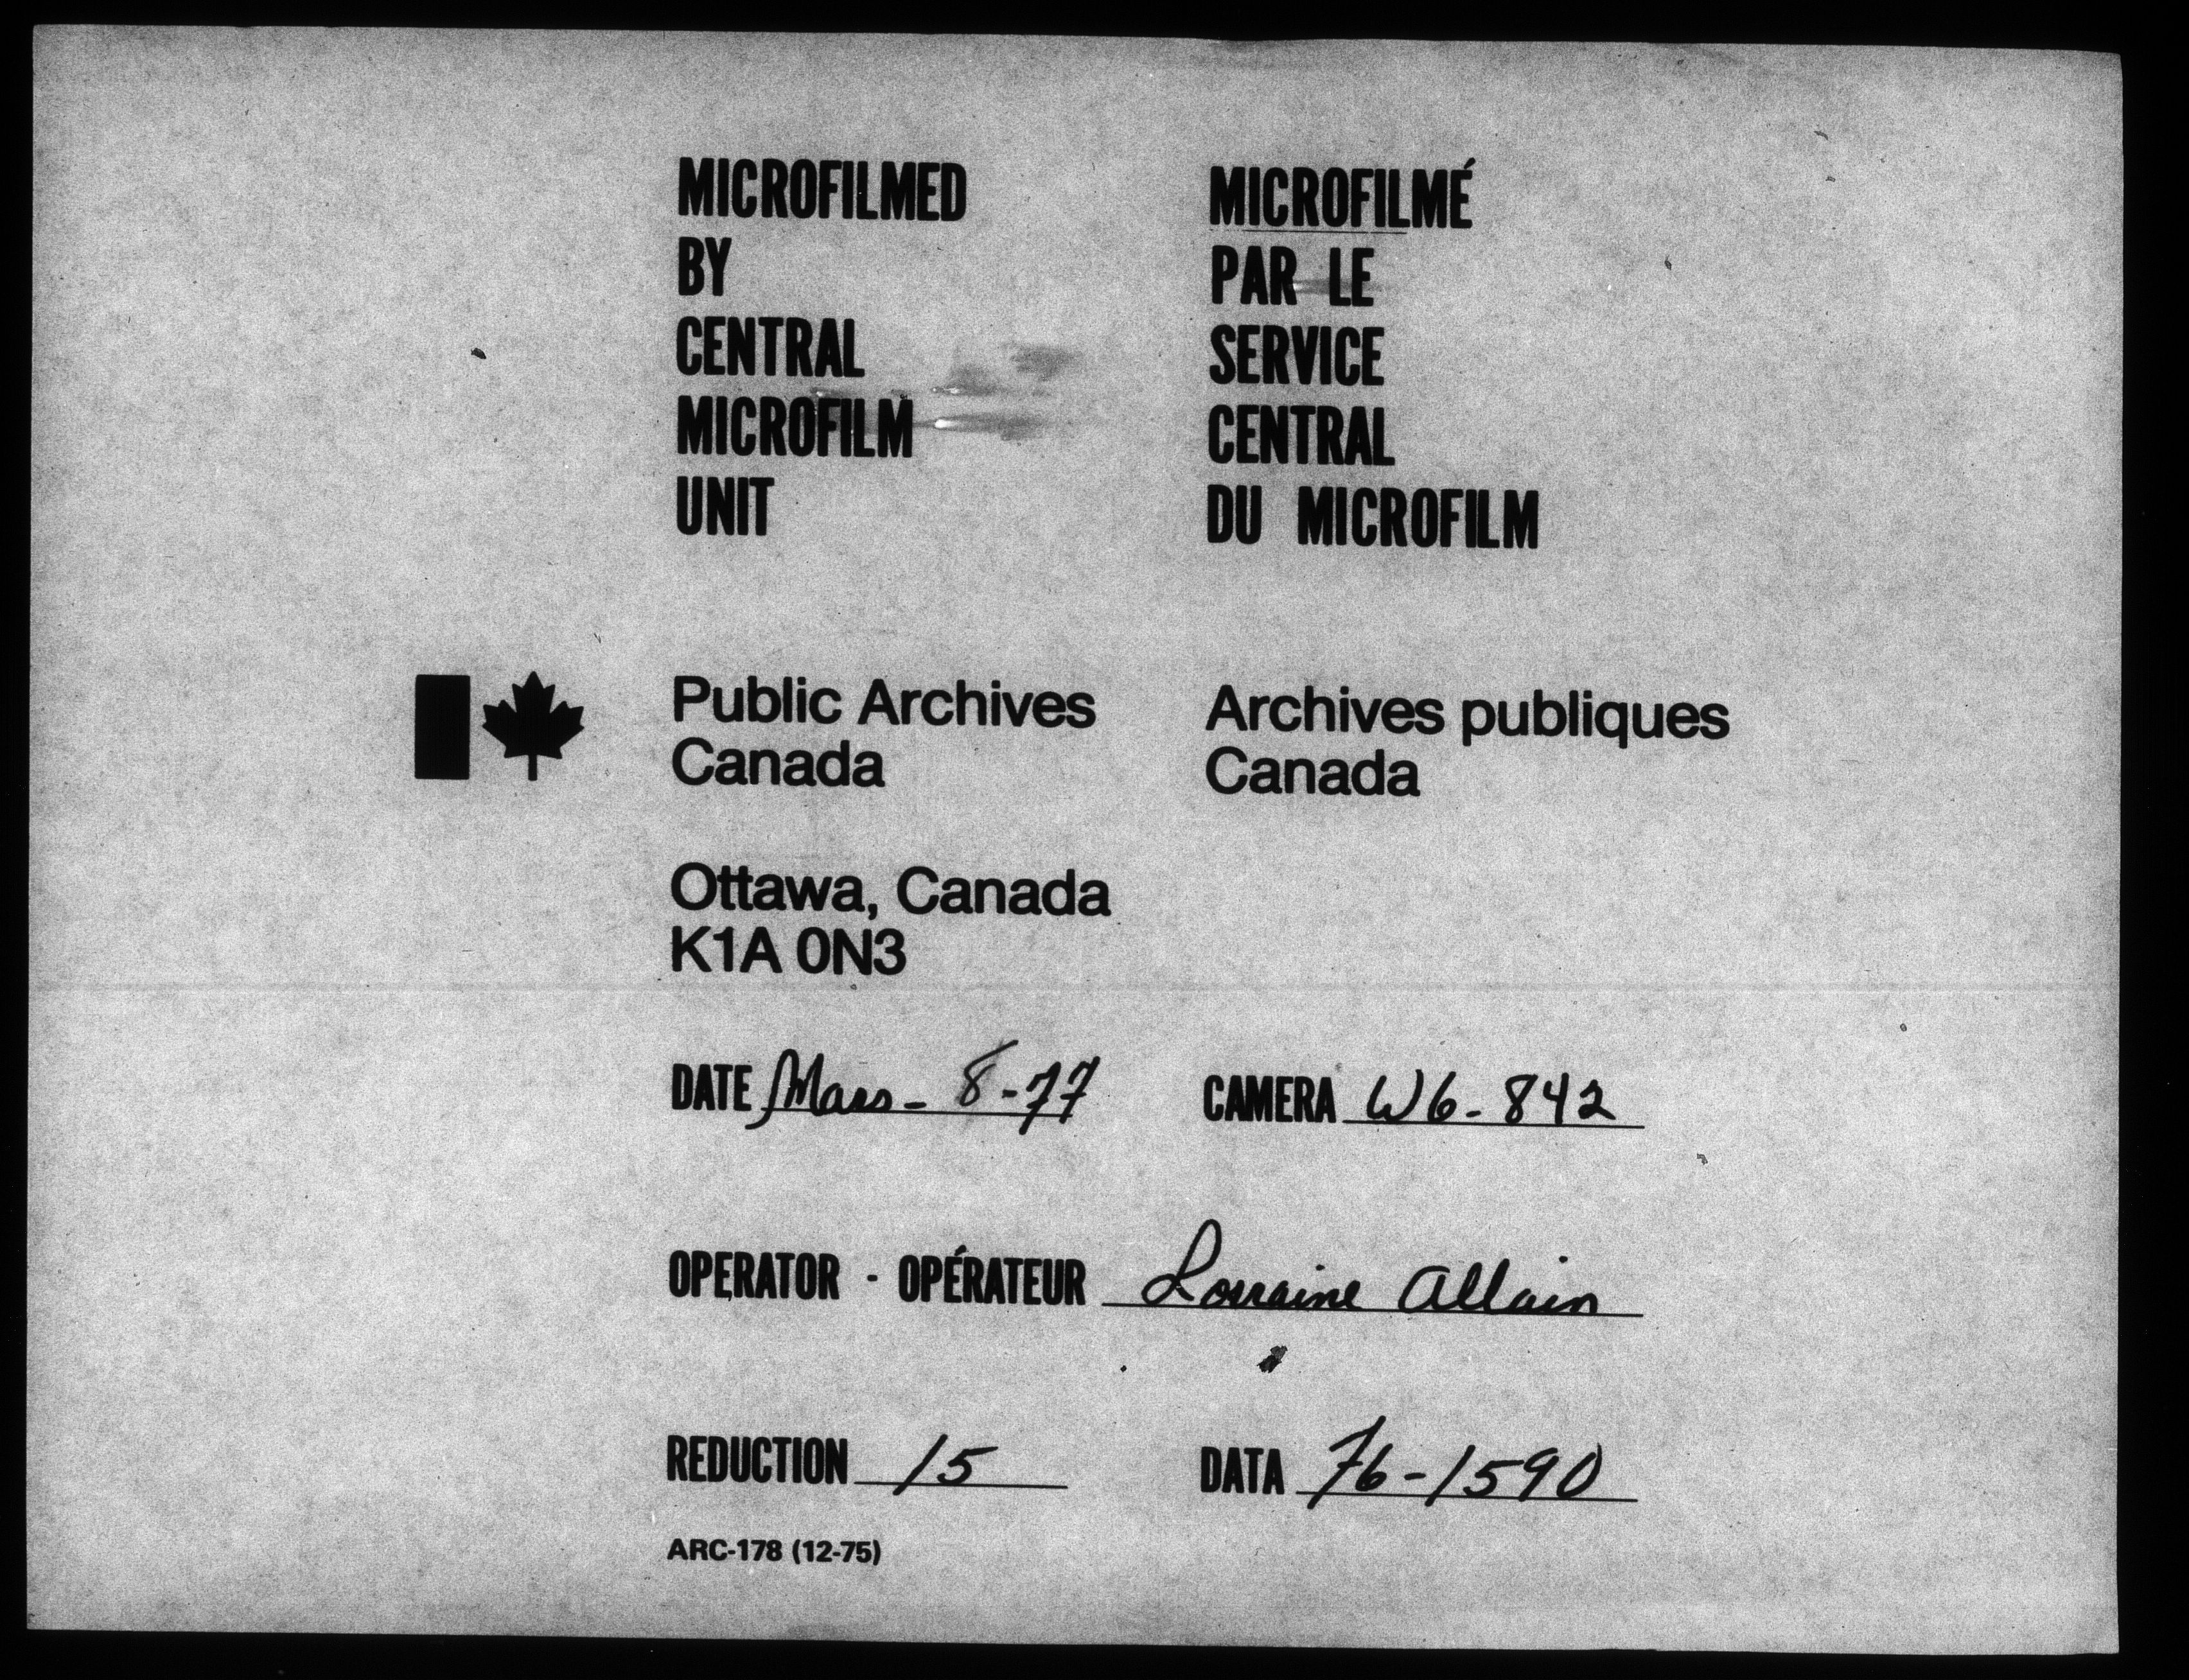 MICROFILMED
BY
CENTRAL
MICROFILM
UNIT
MICROFILMÉ
PAR LE
SERVICE
CENTRAL
DU MICROFILM
Public Archives
Canada
Archives publiques
Canada
Ottawa, Canada
K1A 0N3
DATE Mars - 8-77
CAMERA W6-842
OPERATOR - OPÉRATEUR Lorraine Allain
REDUCTION 15
DATA 76-1590
ARC-178 (12-75)